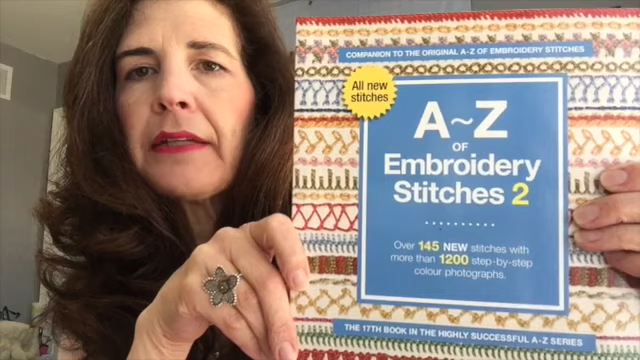 COMPANION TO THE ORIGINAL A-Z OF EMBROIDERY STITCHES
All new
stitches
A~Z
OF
Embroidery
Stitches 2
Over 145 NEW stitches with
more than 1200 step-by-step
colour photographs.
THE 17TH BOOK IN THE HIGHLY SUCCESSFUL A-Z SERIES